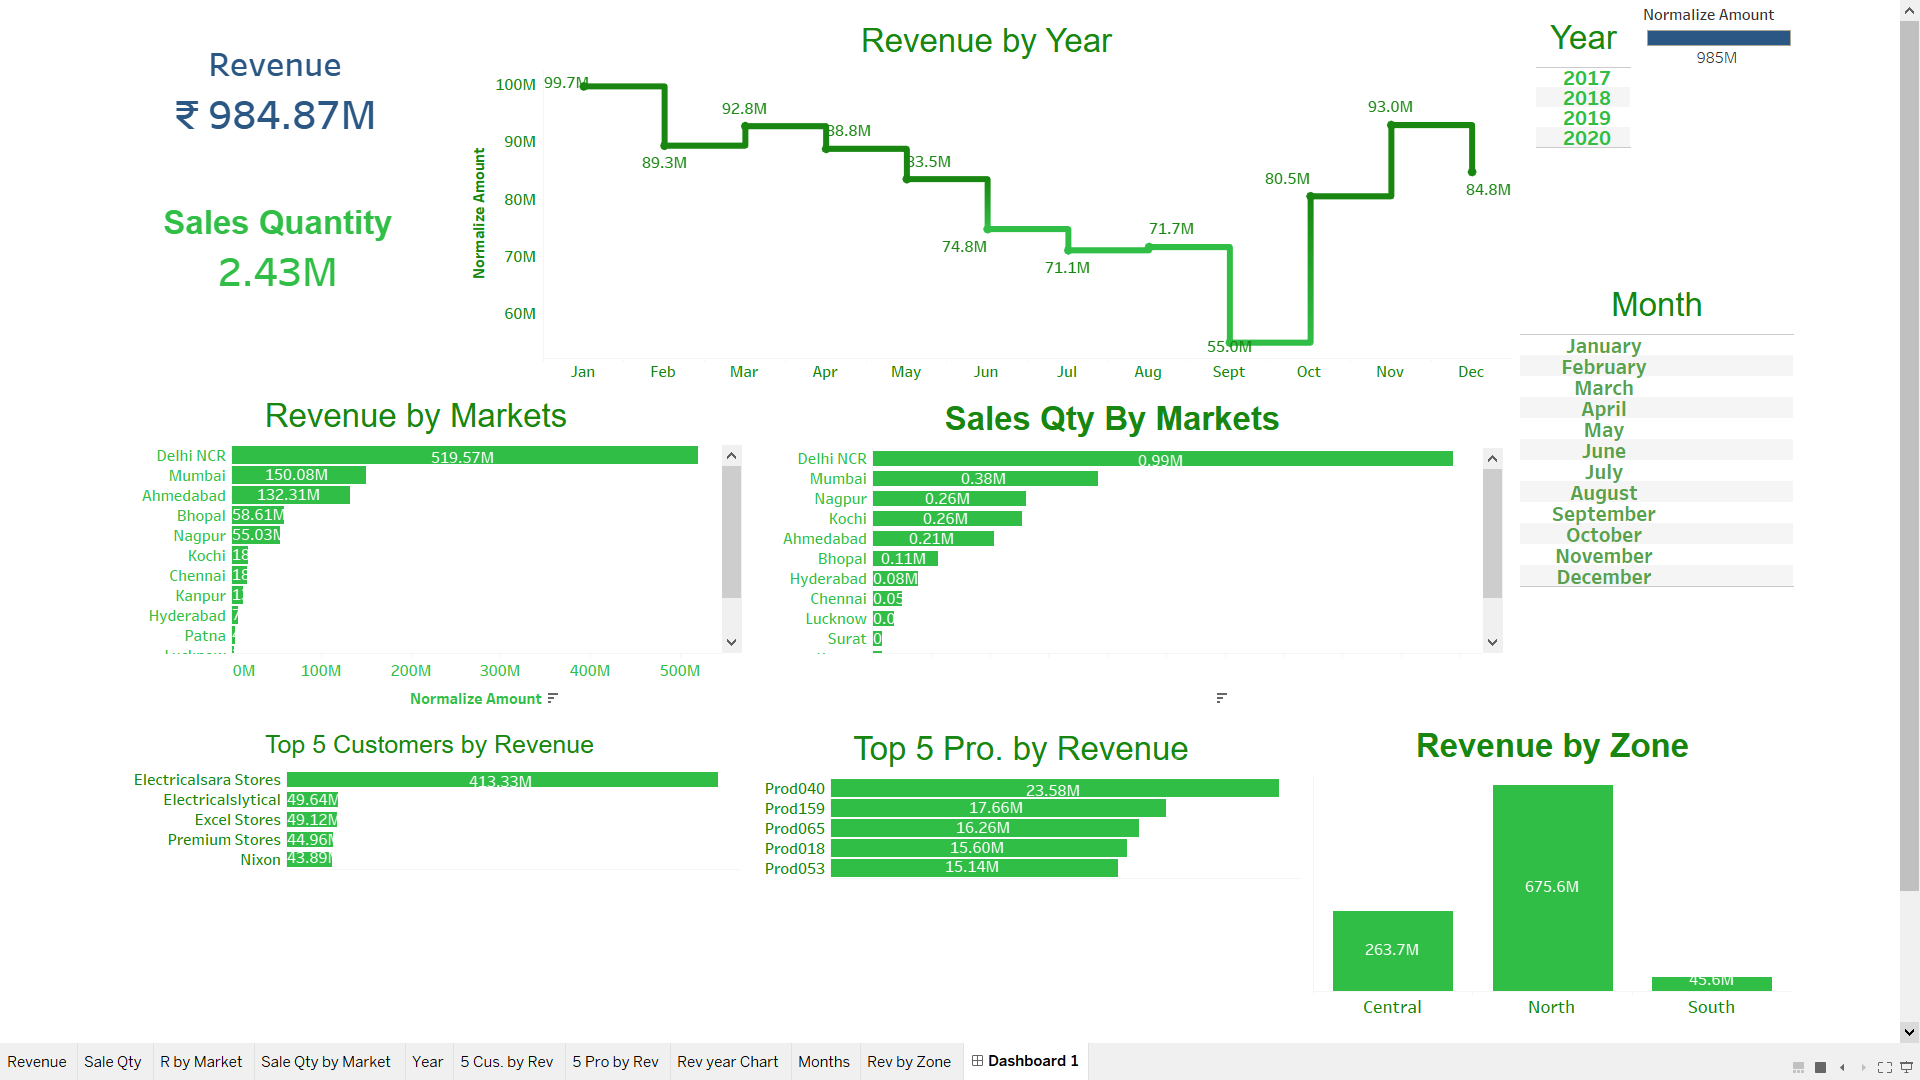 Revenue
₹ 984.87M
Sales Quantity
2.43M
Revenue by Year
Normalize Amount
100M
90M
80M
70M
60M
99.7M
89.3M
92.8M
88.8M
83.5M
74.8M
71.1M
71.7M
55.0M
80.5M
93.0M
84.8M
Jan Feb Mar Apr May Jun Jul Aug Sept Oct Nov Dec
Year
2017
2018
2019
2020
Normalize Amount
985M
Month
January
February
March
April
May
June
July
August
September
October
November
December
Revenue by Markets
Delhi NCR 519.57M
Mumbai 150.08M
Ahmedabad 132.31M
Bhopal 58.61M
Nagpur 55.03M
Kochi 18
Chennai 18
Kanpur
Hyderabad
Patna
0M 100M 200M 300M 400M 500M
Normalize Amount
Sales Qty By Markets
Delhi NCR 0.99M
Mumbai 0.38M
Nagpur 0.26M
Kochi 0.26M
Ahmedabad 0.21M
Bhopal 0.11M
Hyderabad 0.08M
Chennai 0.05
Lucknow 0.0
Surat 0
Top 5 Customers by Revenue
Electricalsara Stores 413.33M
Electricalslytical 49.64M
Excel Stores 49.12M
Premium Stores 44.96M
Nixon 43.89M
Top 5 Pro. by Revenue
Prod040 23.58M
Prod159 17.66M
Prod065 16.26M
Prod018 15.60M
Prod053 15.14M
Revenue by Zone
263.7M
675.6M
45.6M
Central North South
Revenue Sale Qty R by Market Sale Qty by Market Year 5 Cus. by Rev 5 Pro by Rev Rev year Chart Months Rev by Zone Dashboard 1